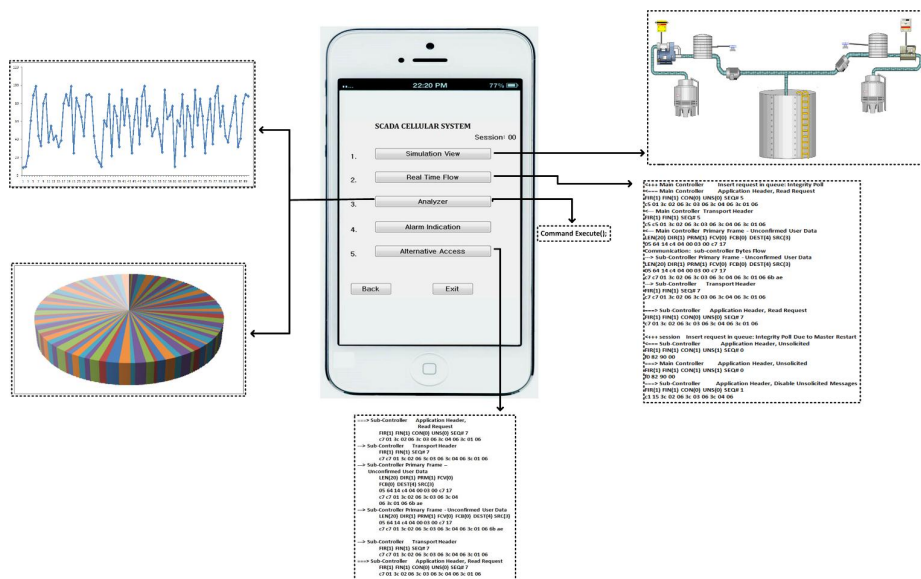 22:20 PM
77%
SCADA CELLULAR SYSTEM
Session: 00
1. Simulation View
2. Real Time Flow
3. Analyzer
4. Alarm Indication
5. Alternative Access
Back
Exit
Command Execute();
<+++ Main Controller Insert request in queue: Integrity Poll
<=== Main Controller Application Header, Read Request
FIR(1) FIN(1) CON(0) UNS(0) SEQ# 5
c5 01 3c 02 06 3c 03 06 3c 04 06 3c 01 06
<--- Main Controller Transport Header
FIR(1) FIN(1) SEQ# 5
c5 c5 01 3c 02 06 3c 03 06 3c 04 06 3c 01 06
<--- Main Controller Primary Frame - Unconfirmed User Data
LEN(20) DIR(1) PRM(1) FCV(0) FCB(0) DEST(4) SRC(3)
05 64 14 c4 04 00 03 00 c7 17
Communication: sub-controller Bytes Flow
---> Sub-Controller Primary Frame - Unconfirmed User Data
LEN(20) DIR(1) PRM(1) FCV(0) FCB(0) DEST(4) SRC(3)
05 64 14 c4 04 00 03 00 c7 17
c7 c7 01 3c 02 06 3c 03 06 3c 04 06 3c 01 06 6b ae
---> Sub-Controller Transport Header
FIR(1) FIN(1) SEQ# 7
c7 c7 01 3c 02 06 3c 03 06 3c 04 06 3c 01 06
===> Sub-Controller Application Header, Read Request
FIR(1) FIN(1) CON(0) UNS(0) SEQ# 7
c7 01 3c 02 06 3c 03 06 3c 04 06 3c 01 06
<+++ session Insert request in queue: Integrity Poll Due to Master Restart
<=== Sub-Controller Application Header, Unsolicited
FIR(1) FIN(1) CON(1) UNS(1) SEQ# 0
f0 82 90 00
===> Main Controller Application Header, Unsolicited
FIR(1) FIN(1) CON(1) UNS(1) SEQ# 0
f0 82 90 00
===> Sub-Controller Application Header, Disable Unsolicited Messages
FIR(1) FIN(1) CON(0) UNS(0) SEQ# 1
c1 15 3c 02 06 3c 03 06 3c 04 06
===> Sub-Controller Application Header,
Read Request
FIR(1) FIN(1) CON(0) UNS(0) SEQ# 7
c7 01 3c 02 06 3c 03 06 3c 04 06 3c 01 06
---> Sub-Controller Transport Header
FIR(1) FIN(1) SEQ# 7
c7 c7 01 3c 02 06 3c 03 06 3c 04 06 3c 01 06
---> Sub-Controller Primary Frame –
Unconfirmed User Data
LEN(20) DIR(1) PRM(1) FCV(0)
FCB(0) DEST(4) SRC(3)
05 64 14 c4 04 00 03 00 c7 17
c7 c7 01 3c 02 06 3c 03 06 3c 04
06 3c 01 06 6b ae
---> Sub-Controller Primary Frame - Unconfirmed User Data
LEN(20) DIR(1) PRM(1) FCV(0) FCB(0) DEST(4) SRC(3)
05 64 14 c4 04 00 03 00 c7 17
c7 c7 01 3c 02 06 3c 03 06 3c 04 06 3c 01 06 6b ae
---> Sub-Controller Transport Header
FIR(1) FIN(1) SEQ# 7
c7 c7 01 3c 02 06 3c 03 06 3c 04 06 3c 01 06
===> Sub-Controller Application Header, Read Request
FIR(1) FIN(1) CON(0) UNS(0) SEQ# 7
c7 01 3c 02 06 3c 03 06 3c 04 06 3c 01 06